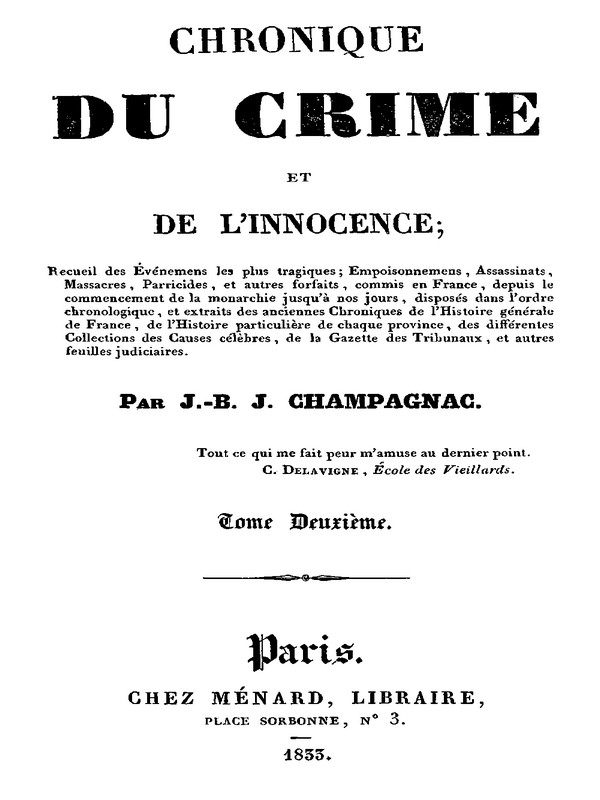 CHRONIQUE
DU CRIME
ET
DE L'INNOCENCE;
Recueil des Événemens les plus tragiques; Empoisonnemens, Assassinats,
Massacres, Parricides, et autres forfaits, commis en France, depuis le
commencement de la monarchie jusqu'à nos jours, disposés dans l'ordre
chronologique, et extraits des anciennes Chroniques de l'Histoire générale
de France, de l'Histoire particulière de chaque province, des différentes
Collections des Causes célèbres, de la Gazette des Tribunaux, et autres
feuilles judiciaires.
PAR J.-B. J. CHAMPAGNAC.
Tout ce qui me fait peur m'amuse au dernier point.
C. DELAVIGNE, École des Vieillards.
Tome Deuxième.
Paris.
CHEZ MÉNARD, LIBRAIRE,
PLACE SORBONNE, N° 3.
1833.